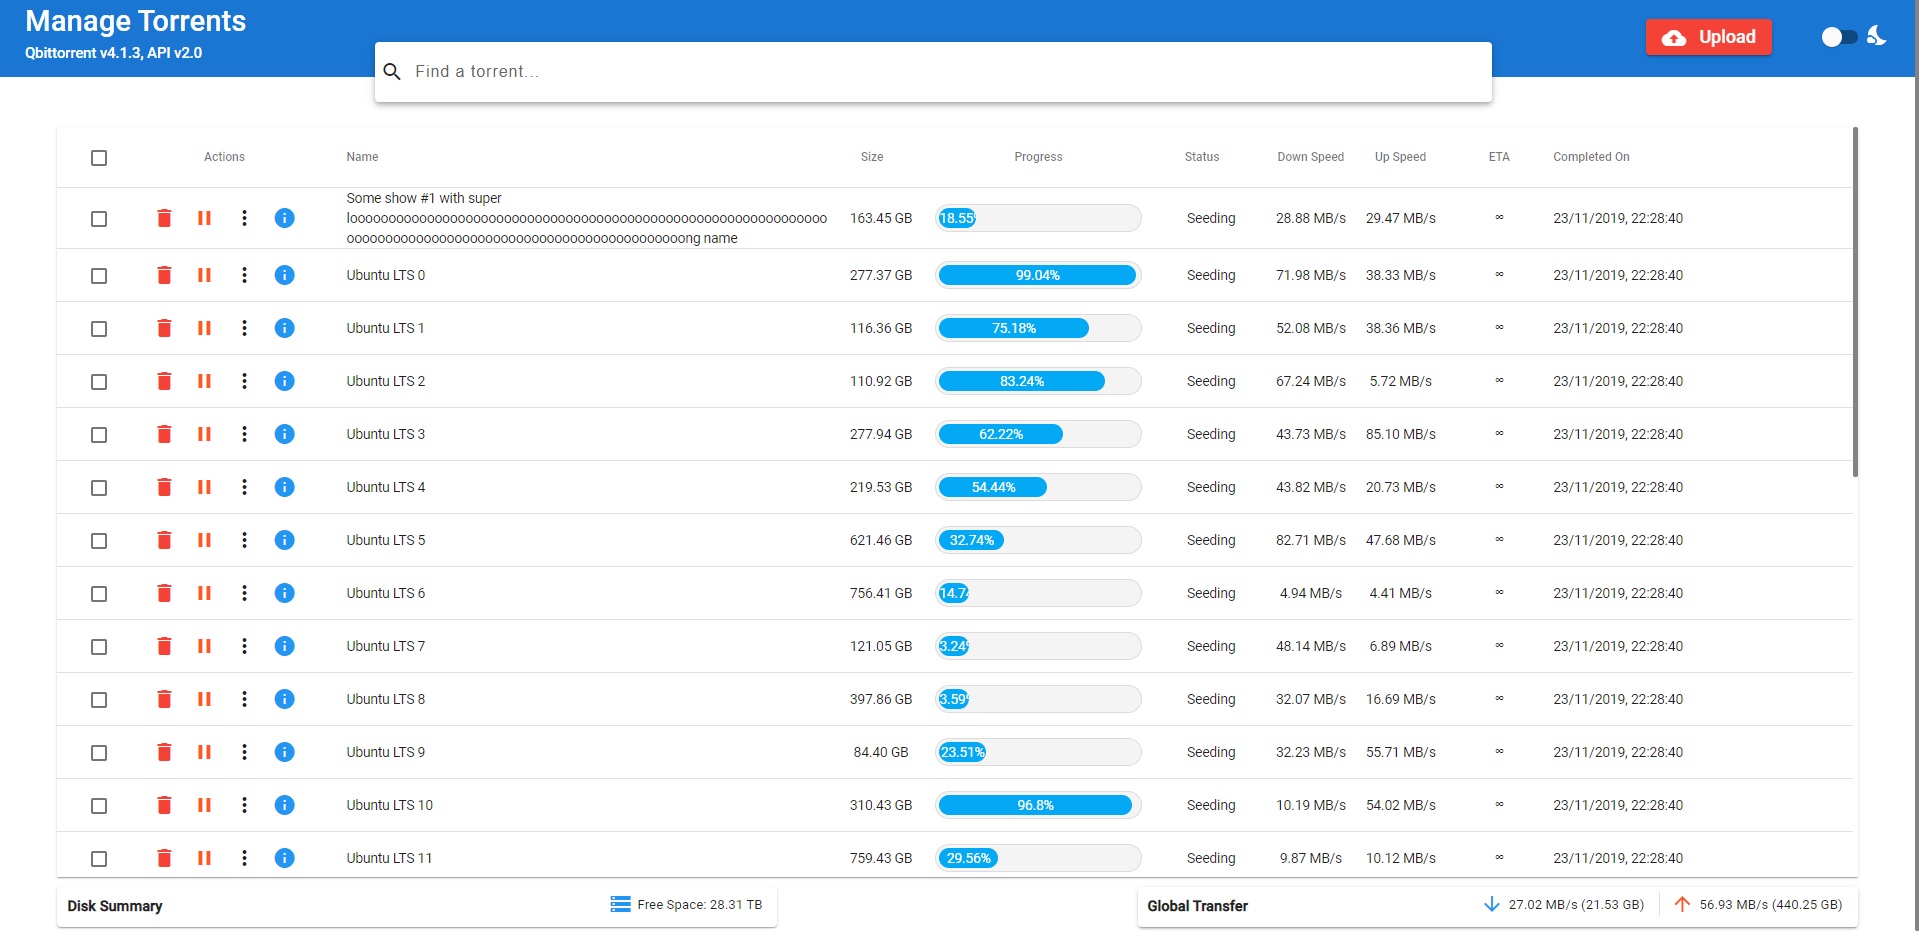 Manage Torrents
Qbittorrent v4.1.3, API v2.0
Find a torrent...
Upload
Actions Name Size Progress Status Down Speed Up Speed ETA Completed On
Some show #1 with super
loooooooooooooooooooooooooooooooooooooooooooooooooooooooooooooo
oooooooooooooooooooooooooooooooooooooooooooong name 163.45 GB 18.55 Seeding 28.88 MB/s 29.47 MB/s ∞ 23/11/2019, 22:28:40
Ubuntu LTS 0 277.37 GB 99.04% Seeding 71.98 MB/s 38.33 MB/s ∞ 23/11/2019, 22:28:40
Ubuntu LTS 1 116.36 GB 75.18% Seeding 52.08 MB/s 38.36 MB/s ∞ 23/11/2019, 22:28:40
Ubuntu LTS 2 110.92 GB 83.24% Seeding 67.24 MB/s 5.72 MB/s ∞ 23/11/2019, 22:28:40
Ubuntu LTS 3 277.94 GB 62.22% Seeding 43.73 MB/s 85.10 MB/s ∞ 23/11/2019, 22:28:40
Ubuntu LTS 4 219.53 GB 54.44% Seeding 43.82 MB/s 20.73 MB/s ∞ 23/11/2019, 22:28:40
Ubuntu LTS 5 621.46 GB 32.74% Seeding 82.71 MB/s 47.68 MB/s ∞ 23/11/2019, 22:28:40
Ubuntu LTS 6 756.41 GB 14.7 Seeding 4.94 MB/s 4.41 MB/s ∞ 23/11/2019, 22:28:40
Ubuntu LTS 7 121.05 GB 3.24% Seeding 48.14 MB/s 6.89 MB/s ∞ 23/11/2019, 22:28:40
Ubuntu LTS 8 397.86 GB 3.59% Seeding 32.07 MB/s 16.69 MB/s ∞ 23/11/2019, 22:28:40
Ubuntu LTS 9 84.40 GB 23.51% Seeding 32.23 MB/s 55.71 MB/s ∞ 23/11/2019, 22:28:40
Ubuntu LTS 10 310.43 GB 96.8% Seeding 10.19 MB/s 54.02 MB/s ∞ 23/11/2019, 22:28:40
Ubuntu LTS 11 759.43 GB 29.56% Seeding 9.87 MB/s 10.12 MB/s ∞ 23/11/2019, 22:28:40
Disk Summary Free Space: 28.31 TB
Global Transfer 27.02 MB/s (21.53 GB) 56.93 MB/s (440.25 GB)